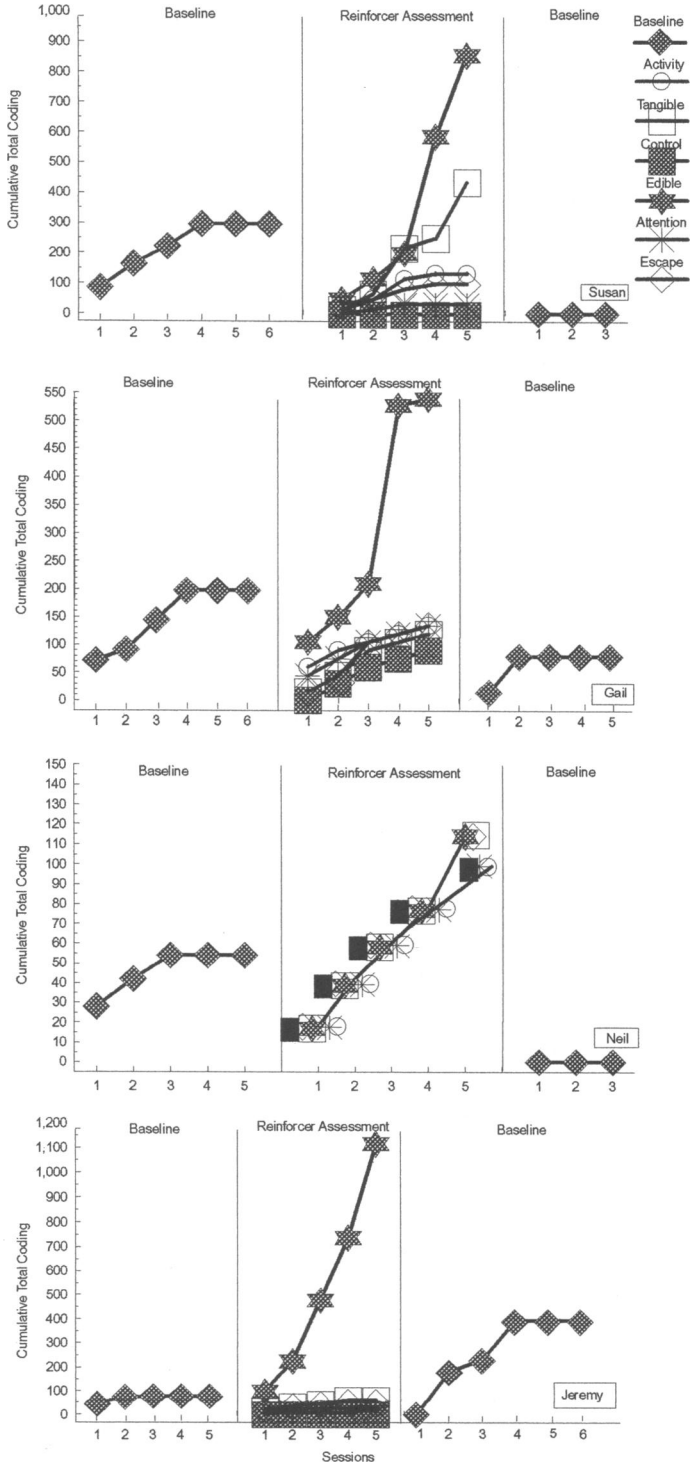 Baseline
Reinforcer Assessment
Baseline
Cumulative Total Coding
1,000
900
800
700
600
500
400
300
200
100
0
1 2 3 4 5 6
1 2 3 4 5
1 2 3
Susan
Baseline
Activity
Tangible
Control
Edible
Attention
Escape
Baseline
Reinforcer Assessment
Baseline
Cumulative Total Coding
550
500
450
400
350
300
250
200
150
100
50
0
1 2 3 4 5 6
1 2 3 4 5
1 2 3 4 5
Gail
Baseline
Reinforcer Assessment
Baseline
Cumulative Total Coding
150
140
130
120
110
100
90
80
70
60
50
40
30
20
10
0
1 2 3 4 5
1 2 3 4 5
1 2 3
Neil
Baseline
Reinforcer Assessment
Baseline
Cumulative Total Coding
1,200
1,100
1,000
900
800
700
600
500
400
300
200
100
0
1 2 3 4 5
1 2 3 4 5
1 2 3 4 5 6
Jeremy
Sessions